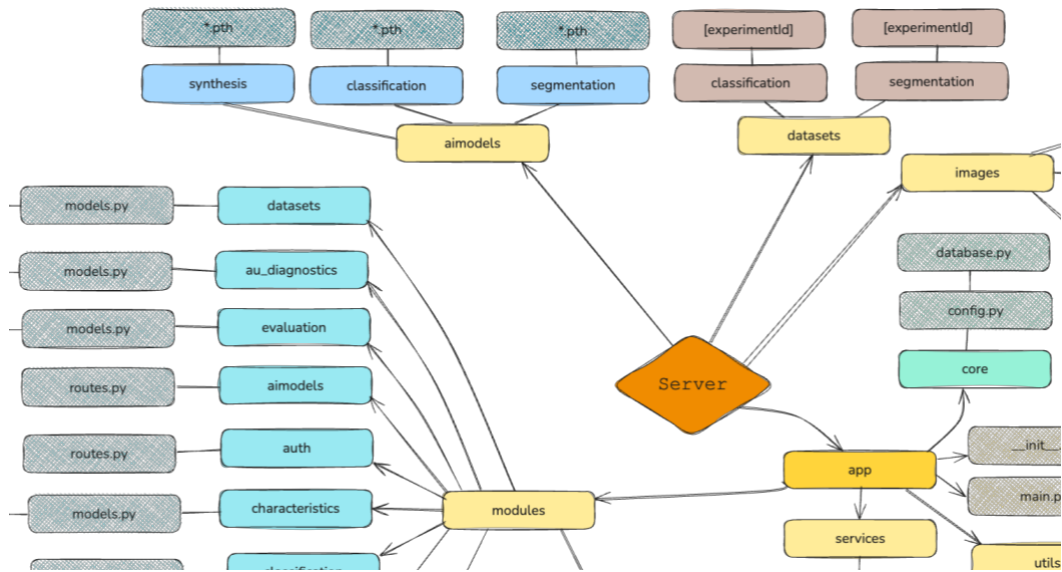 *.pth
*.pth
*.pth
[experimentId]
[experimentId]
synthesis
classification
segmentation
classification
segmentation
aimodels
datasets
images
models.py
datasets
database.py
models.py
au_diagnostics
config.py
models.py
evaluation
core
routes.py
aimodels
Server
routes.py
auth
__init__.
app
models.py
characteristics
modules
main.p
services
utils
classification